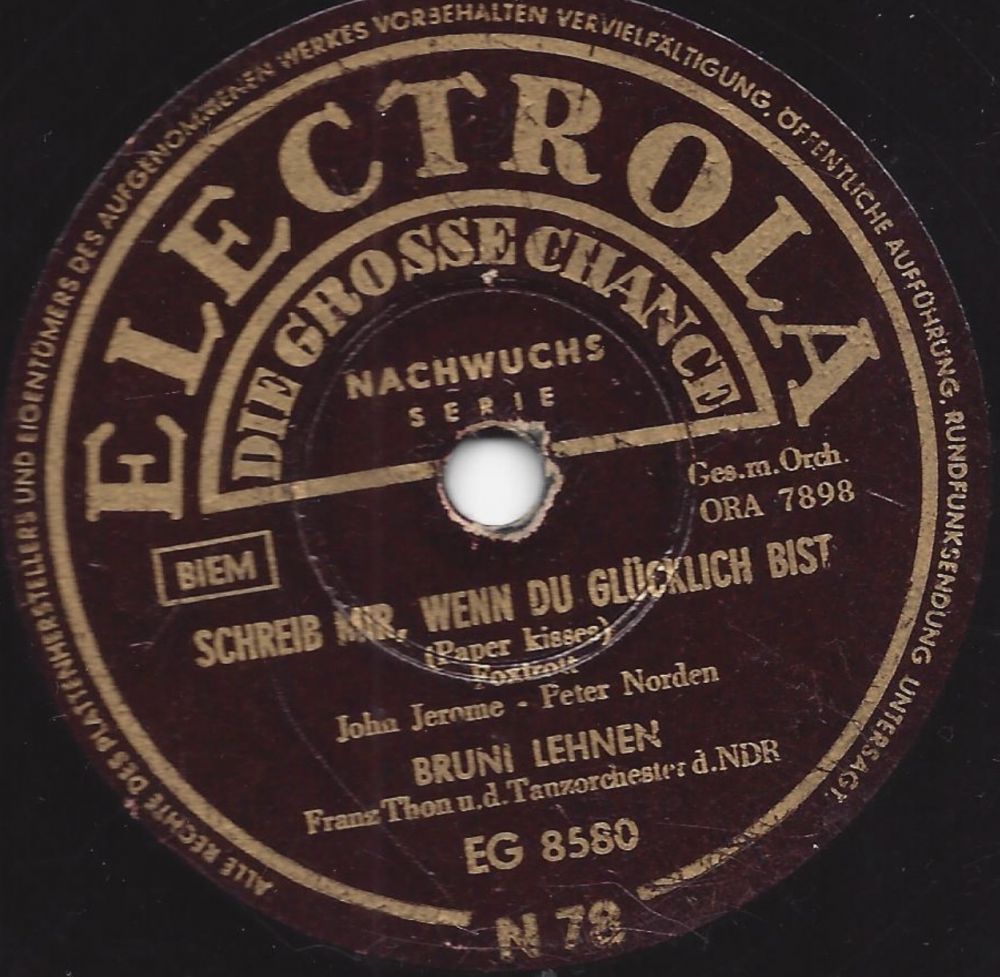 ALLE RECHTE DES PLATTENHERSTELLERS UND EIGENTÜMERS DES AUFGENOMMENEN WERKES VORBEHALTEN VERVIELFÄLTIGUNG, ÖFFENTLICHE AUFFÜHRUNG, RUNDFUNKSENDUNG UNTERSAGT.
ELECTROLA
DIE GROSSE CHANCE
NACHWUCHS
SERIE
Ges.m.Orch.
ORA 7898
BIEM
SCHREIB MIR, WENN DU GLÜCKLICH BIST
(Paper kisses)
Foxtrott
John Jerome - Peter Norden
BRUNI LEHNEN
Franz Thon u.d.Tanzorchester d.NDR
EG 8580
N 78